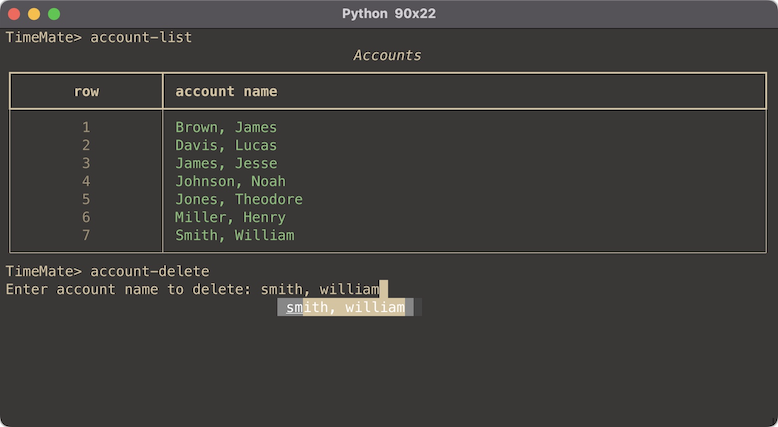 Python 90x22
TimeMate> account-list
Accounts
row account name
1 Brown, James
2 Davis, Lucas
3 James, Jesse
4 Johnson, Noah
5 Jones, Theodore
6 Miller, Henry
7 Smith, William
TimeMate> account-delete
Enter account name to delete: smith, william
smith, william